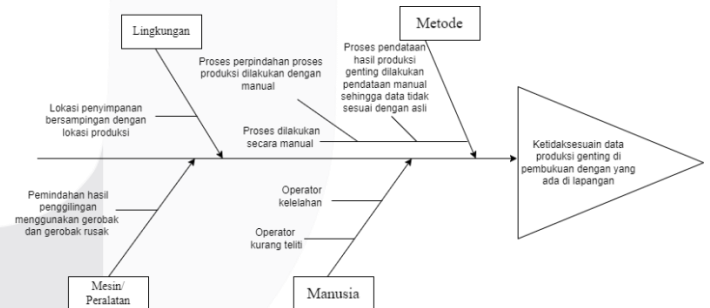 Lingkungan
Metode
Proses perpindahan proses
produksi dilakukan dengan
manual
Proses pendataan
hasil produksi
genting dilakukan
pendataan manual
sehingga data tidak
sesuai dengan asli
Lokasi penyimpanan
bersampingan dengan
lokasi produksi
Proses dilakukan
secara manual
Ketidaksesuain data
produksi genting di
pembukuan dengan yang
ada di lapangan
Pemindahan hasil
penggilingan
menggunakan gerobak
dan gerobak rusak
Operator
kelelahan
Operator
kurang teliti
Mesin/
Peralatan
Manusia